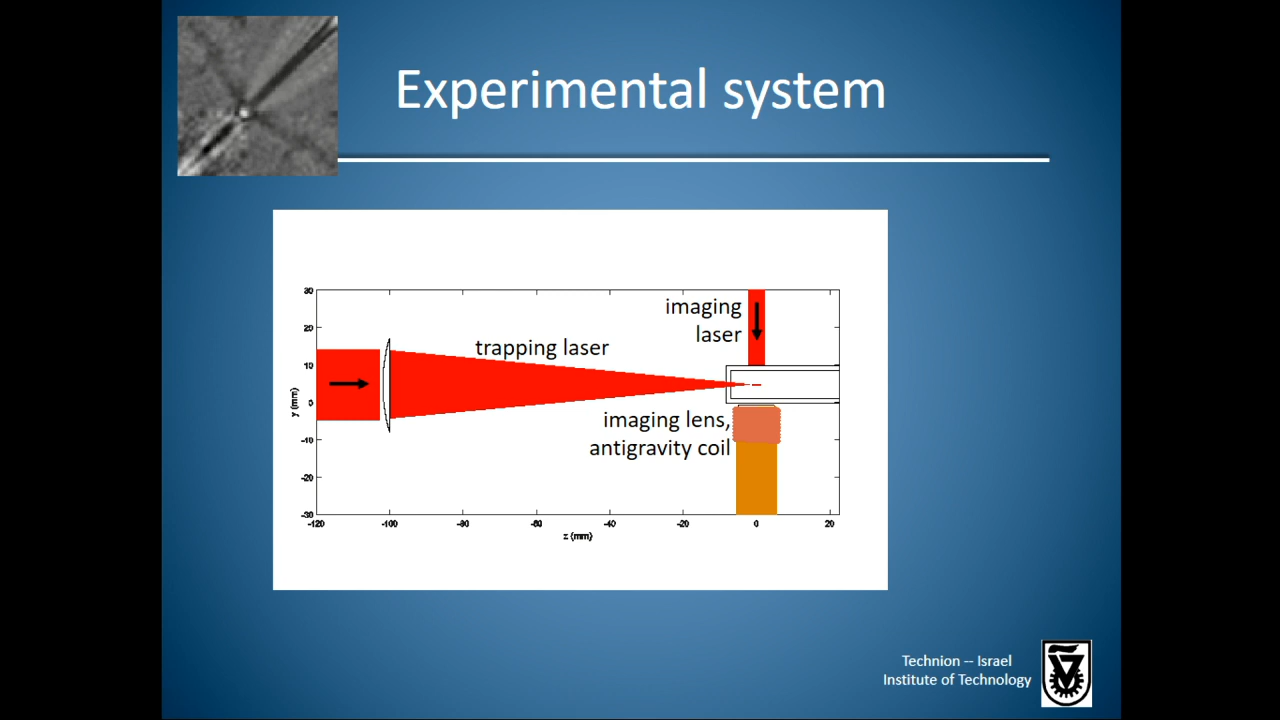 Experimental system
30
20
10
0
-10
-20
-30
y (mm)
imaging
laser
trapping laser
imaging lens,
antigravity coil
-120 -100 -80 -60 -40 -20 0 20
z (mm)
Technion -- Israel
Institute of Technology